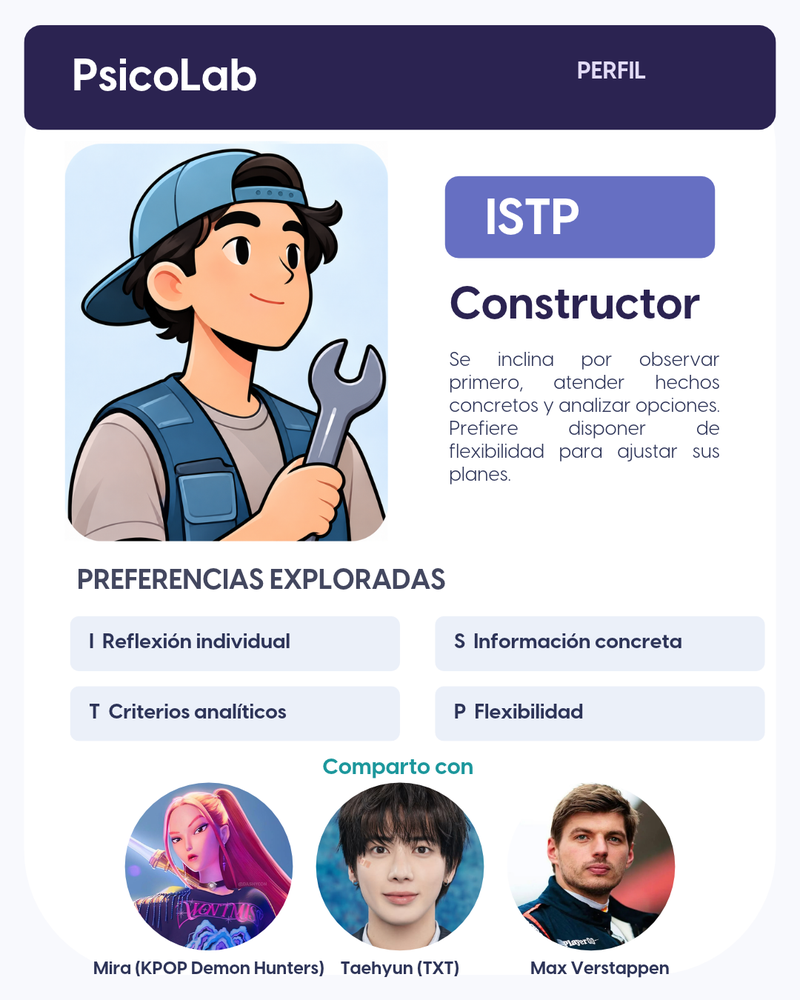 PsicoLab
PERFIL
ISTP
Constructor
Se inclina por observar
primero, atender hechos
concretos y analizar opciones.
Prefiere disponer de
flexibilidad para ajustar sus
planes.
PREFERENCIAS EXPLORADAS
I Reflexión individual
S Información concreta
T Criterios analíticos
P Flexibilidad
Comparto con
Mira (KPOP Demon Hunters)
Taehyun (TXT)
Max Verstappen